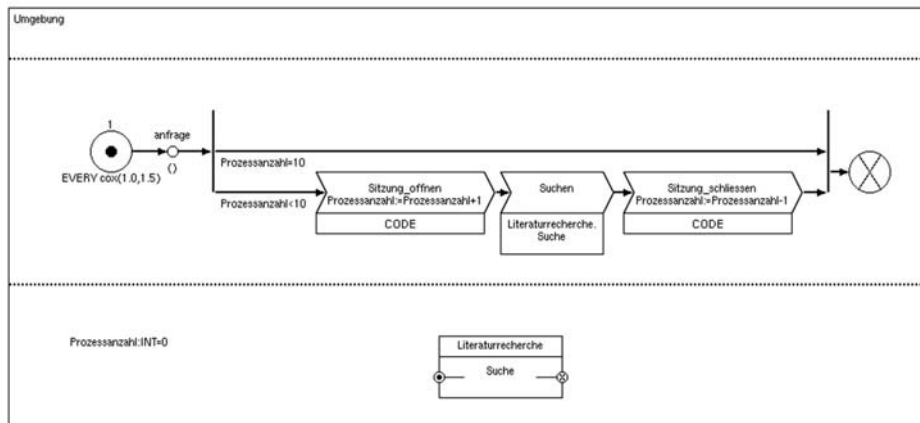 Umgebung
1
anfrage
()
EVERY cox(1.0,1.5)
Prozessanzahl=10
Prozessanzahl<10
Sitzung_offnen
Prozessanzahl:=Prozessanzahl+1
CODE
Suchen
Literaturrecherche.
Suche
Sitzung_schliessen
Prozessanzahl:=Prozessanzahl-1
CODE
Prozessanzahl:INT=0
Literaturrecherche
Suche